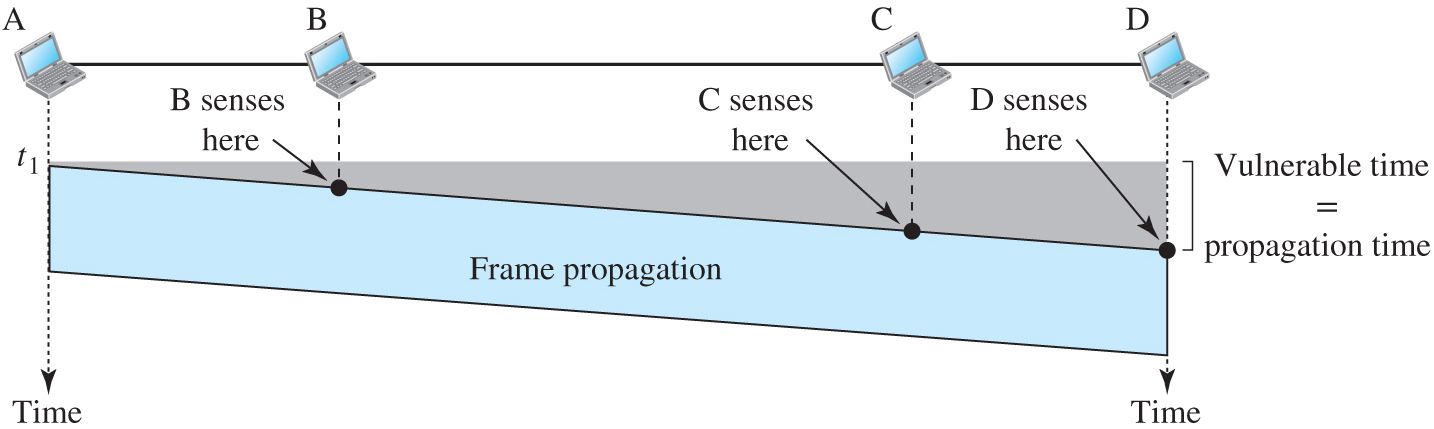 A
B
C
D
B senses
here
C senses
here
D senses
here
t1
Vulnerable time
=
propagation time
Frame propagation
Time
Time